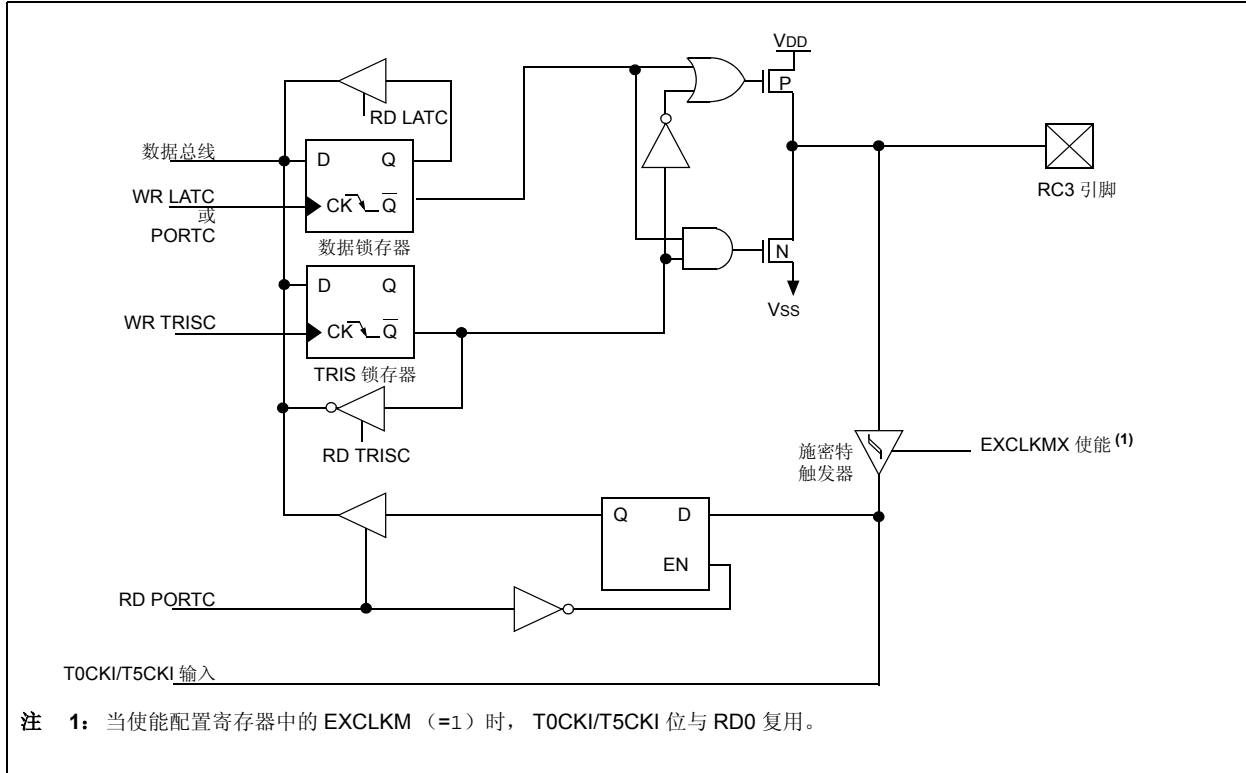 VDD
P
RD LATC
数据总线
D Q
WR LATC
或
PORTC
CK Q
RC3 引脚
数据锁存器
N
D Q
VSS
WR TRISC
CK Q
TRIS 锁存器
RD TRISC
施密特
触发器
EXCLKMX 使能 (1)
Q D
EN
RD PORTC
T0CKI/T5CKI 输入
注 1： 当使能配置寄存器中的 EXCLKM （=1）时， T0CKI/T5CKI 位与 RD0 复用。